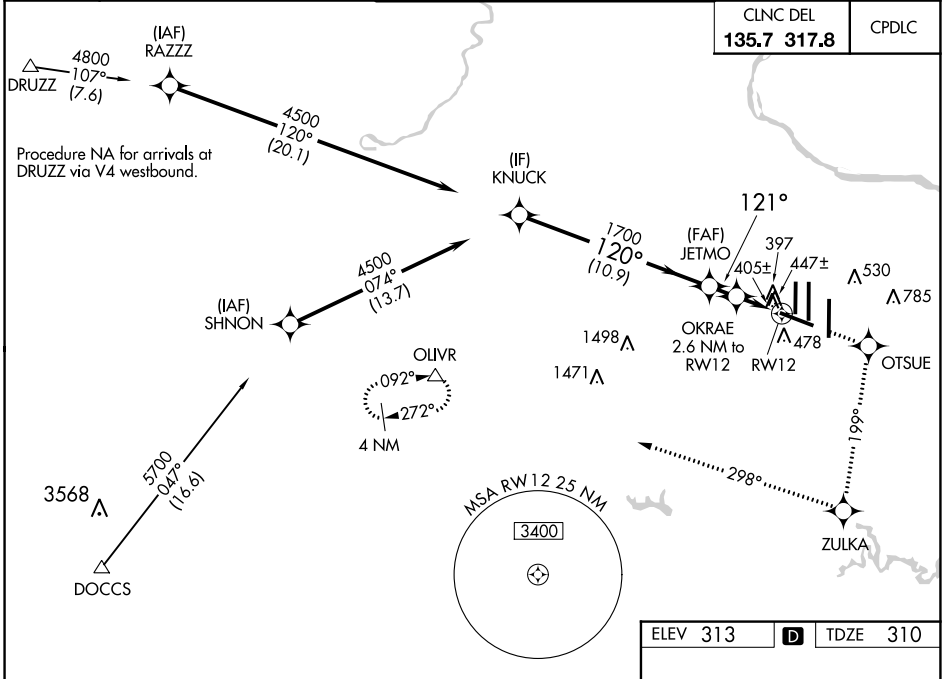 CLNC DEL
135.7 317.8
CPDLC
(IAF)
RAZZZ
DRUZZ
4800
107°
(7.6)
4500
120°
(20.1)
Procedure NA for arrivals at
DRUZZ via V4 westbound.
(IF)
KNUCK
1700
120°
(10.9)
121°
(FAF)
JETMO
405±
397
447±
530
785
4500
074°
(13.7)
(IAF)
SHNON
OKRAE
2.6 NM to
RW12
RW12
478
OTSUE
1498
1471
OLIVR
092°
272°
4 NM
199°
298°
ZULKA
5700
047°
(16.6)
3568
DOCCS
MSA RW12 25 NM
3400
ELEV 313
D
TDZE 310